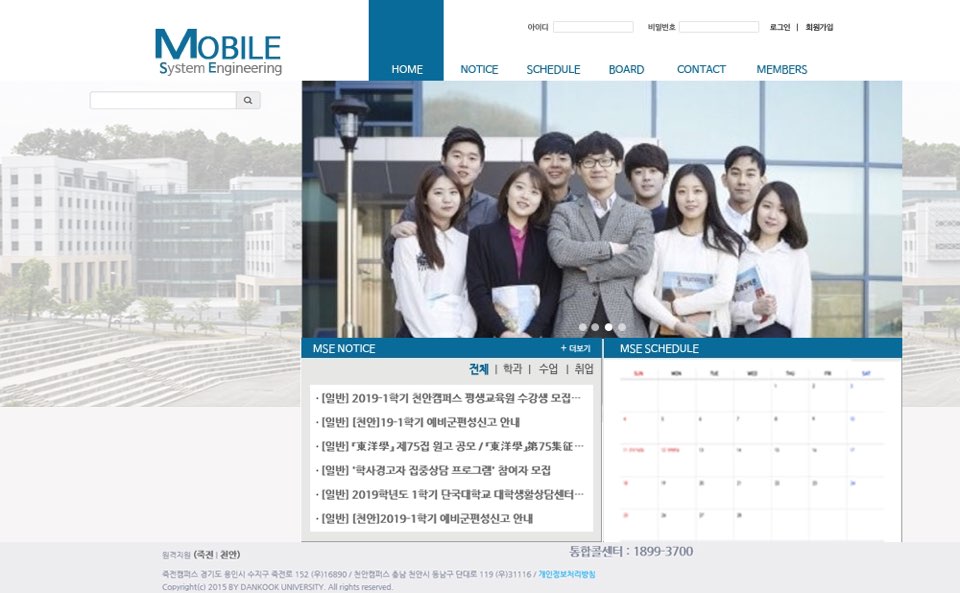 MOBILE
System Engineering
아이디 비밀번호 로그인 | 회원가입
HOME NOTICE SCHEDULE BOARD CONTACT MEMBERS
MSE NOTICE + 더보기
전체 | 학과 | 수업 | 취업
· [일반] 2019-1학기 천안캠퍼스 평생교육원 수강생 모집…
· [일반] [천안]19-1학기 예비군편성신고 안내
· [일반] 『東洋學』 제75집 원고 공모 / 『東洋學』第75集征 …
· [일반] "학사경고자 집중상담 프로그램" 참여자 모집
· [일반] 2019학년도 1학기 단국대학교 대학생활상담센터…
· [일반] [천안]2019-1학기 예비군편성신고 안내
MSE SCHEDULE
SUN MON TUE WED THU FRI SAT
1 2 3
4 5 6 7 8 9 10
11 12 13 14 15 16 17
18 19 20 21 22 23 24
25 26 27 28
원격지원 (죽전 | 천안)
통합콜센터 : 1899-3700
죽전캠퍼스 경기도 용인시 수지구 죽전로 152 (우)16890 / 천안캠퍼스 충남 천안시 동남구 단대로 119 (우)31116 / 개인정보처리방침
Copyright(c) 2015 BY DANKOOK UNIVERSITY. All rights reserved.